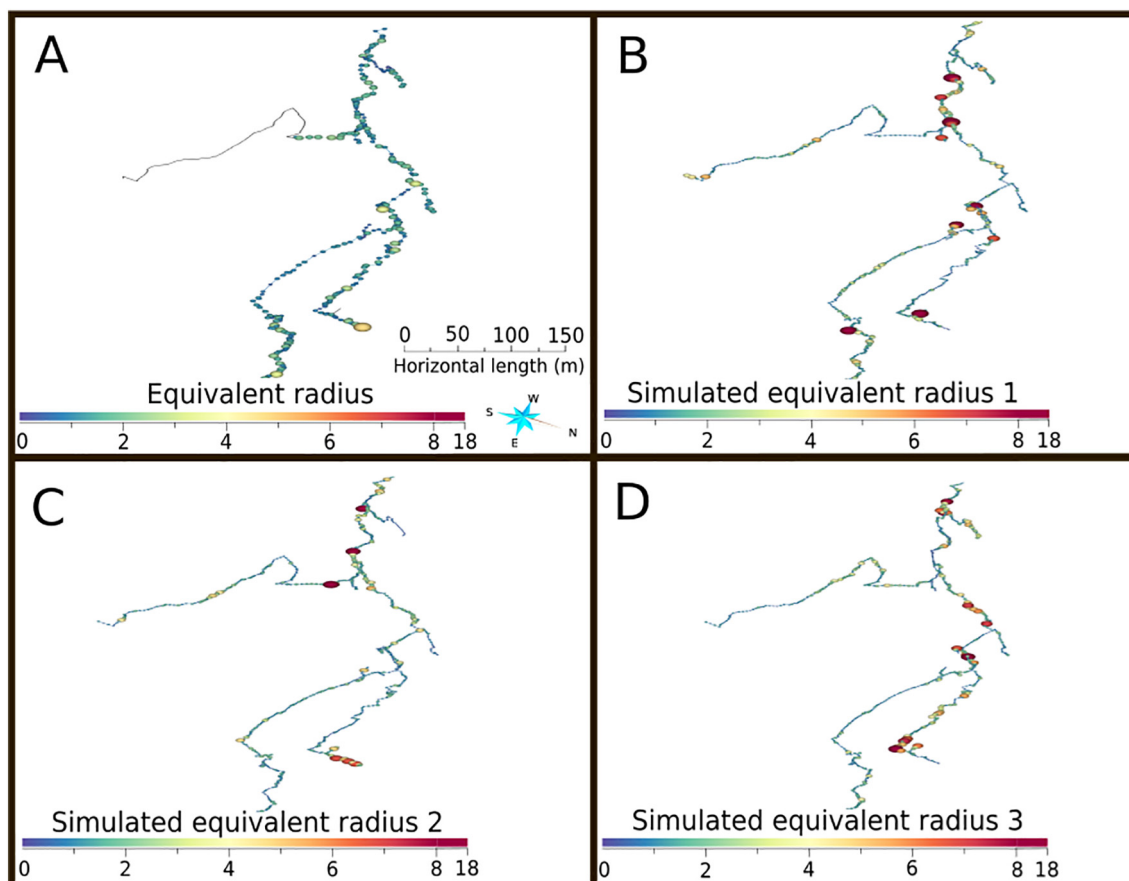 A
0 50 100 150
Horizontal length (m)
Equivalent radius
0 2 4 6 8 18
W
S
N
E
B
Simulated equivalent radius 1
0 2 4 6 8 18
C
Simulated equivalent radius 2
0 2 4 6 8 18
D
Simulated equivalent radius 3
0 2 4 6 8 18